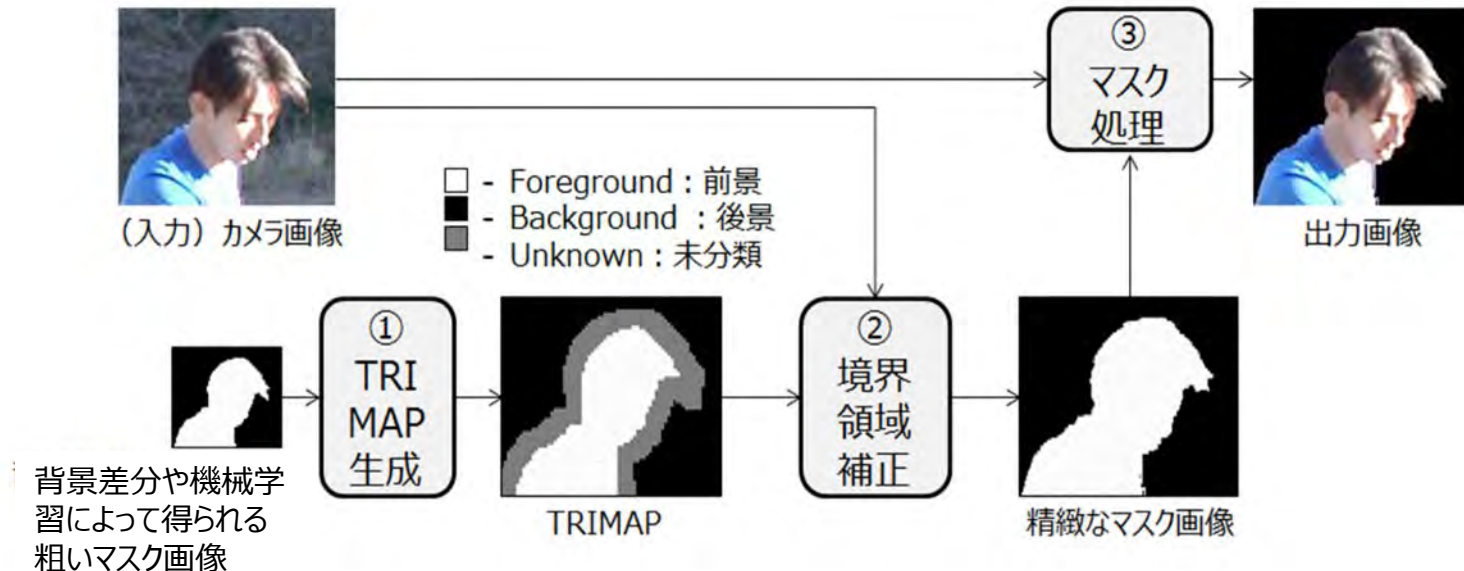 ③
マスク
処理
(入力)カメラ画像
□ - Foreground:前景
■ - Background :後景
■ - Unknown:未分類
出力画像
①
TRI
MAP
生成
②
境界
領域
補正
背景差分や機械学
習によって得られる
粗いマスク画像
TRIMAP
精緻なマスク画像